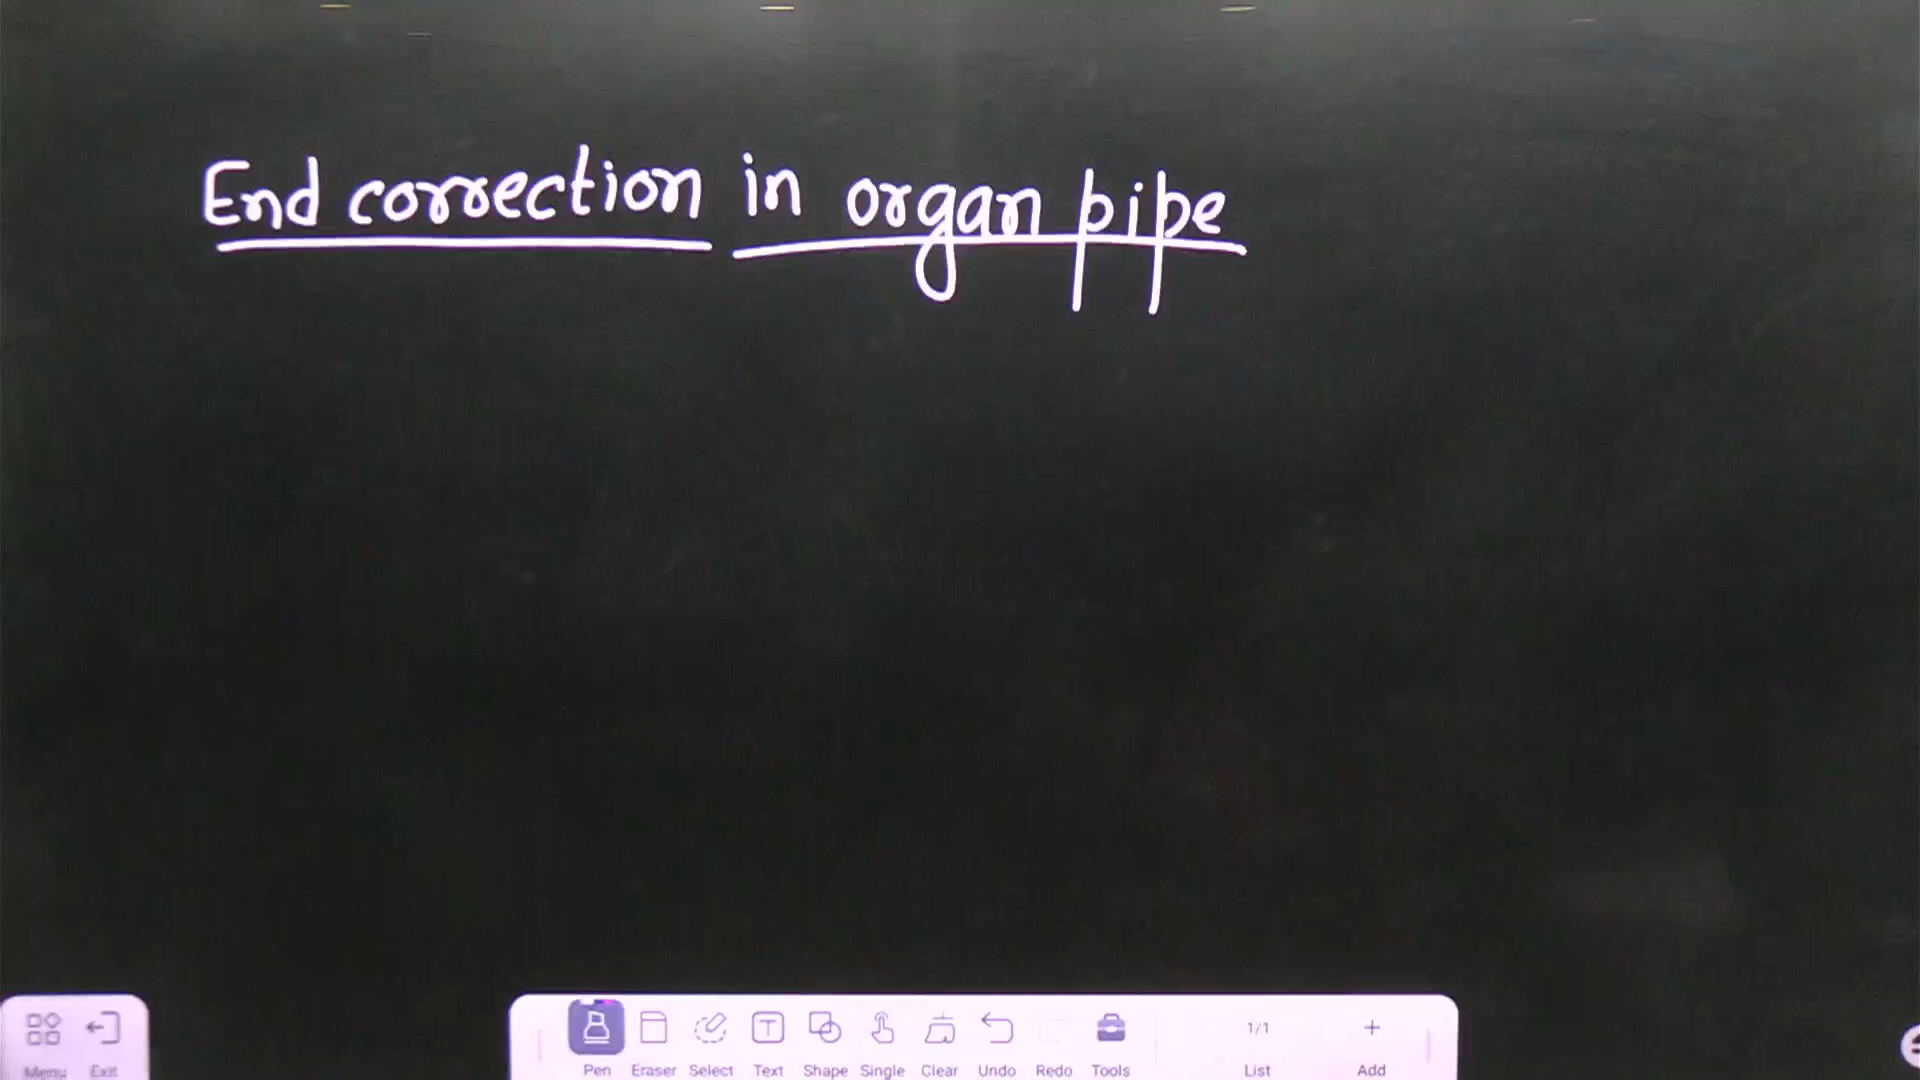 End correction in organ pipe
Menu Exit Pen Eraser Select Text Shape Single Clear Undo Redo Tools 1/1 List Add